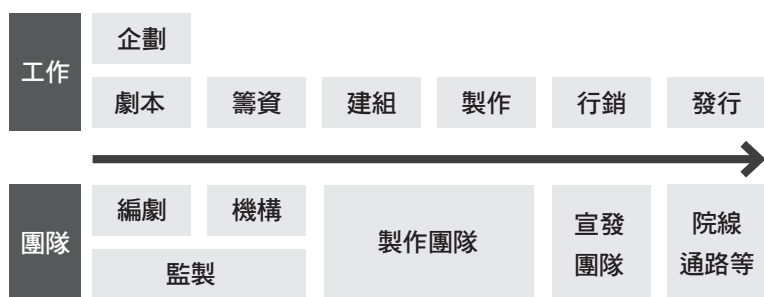 工作
企劃
劇本
籌資
建組
製作
行銷
發行
團隊
編劇
機構
監製
製作團隊
宣發
團隊
院線
通路等